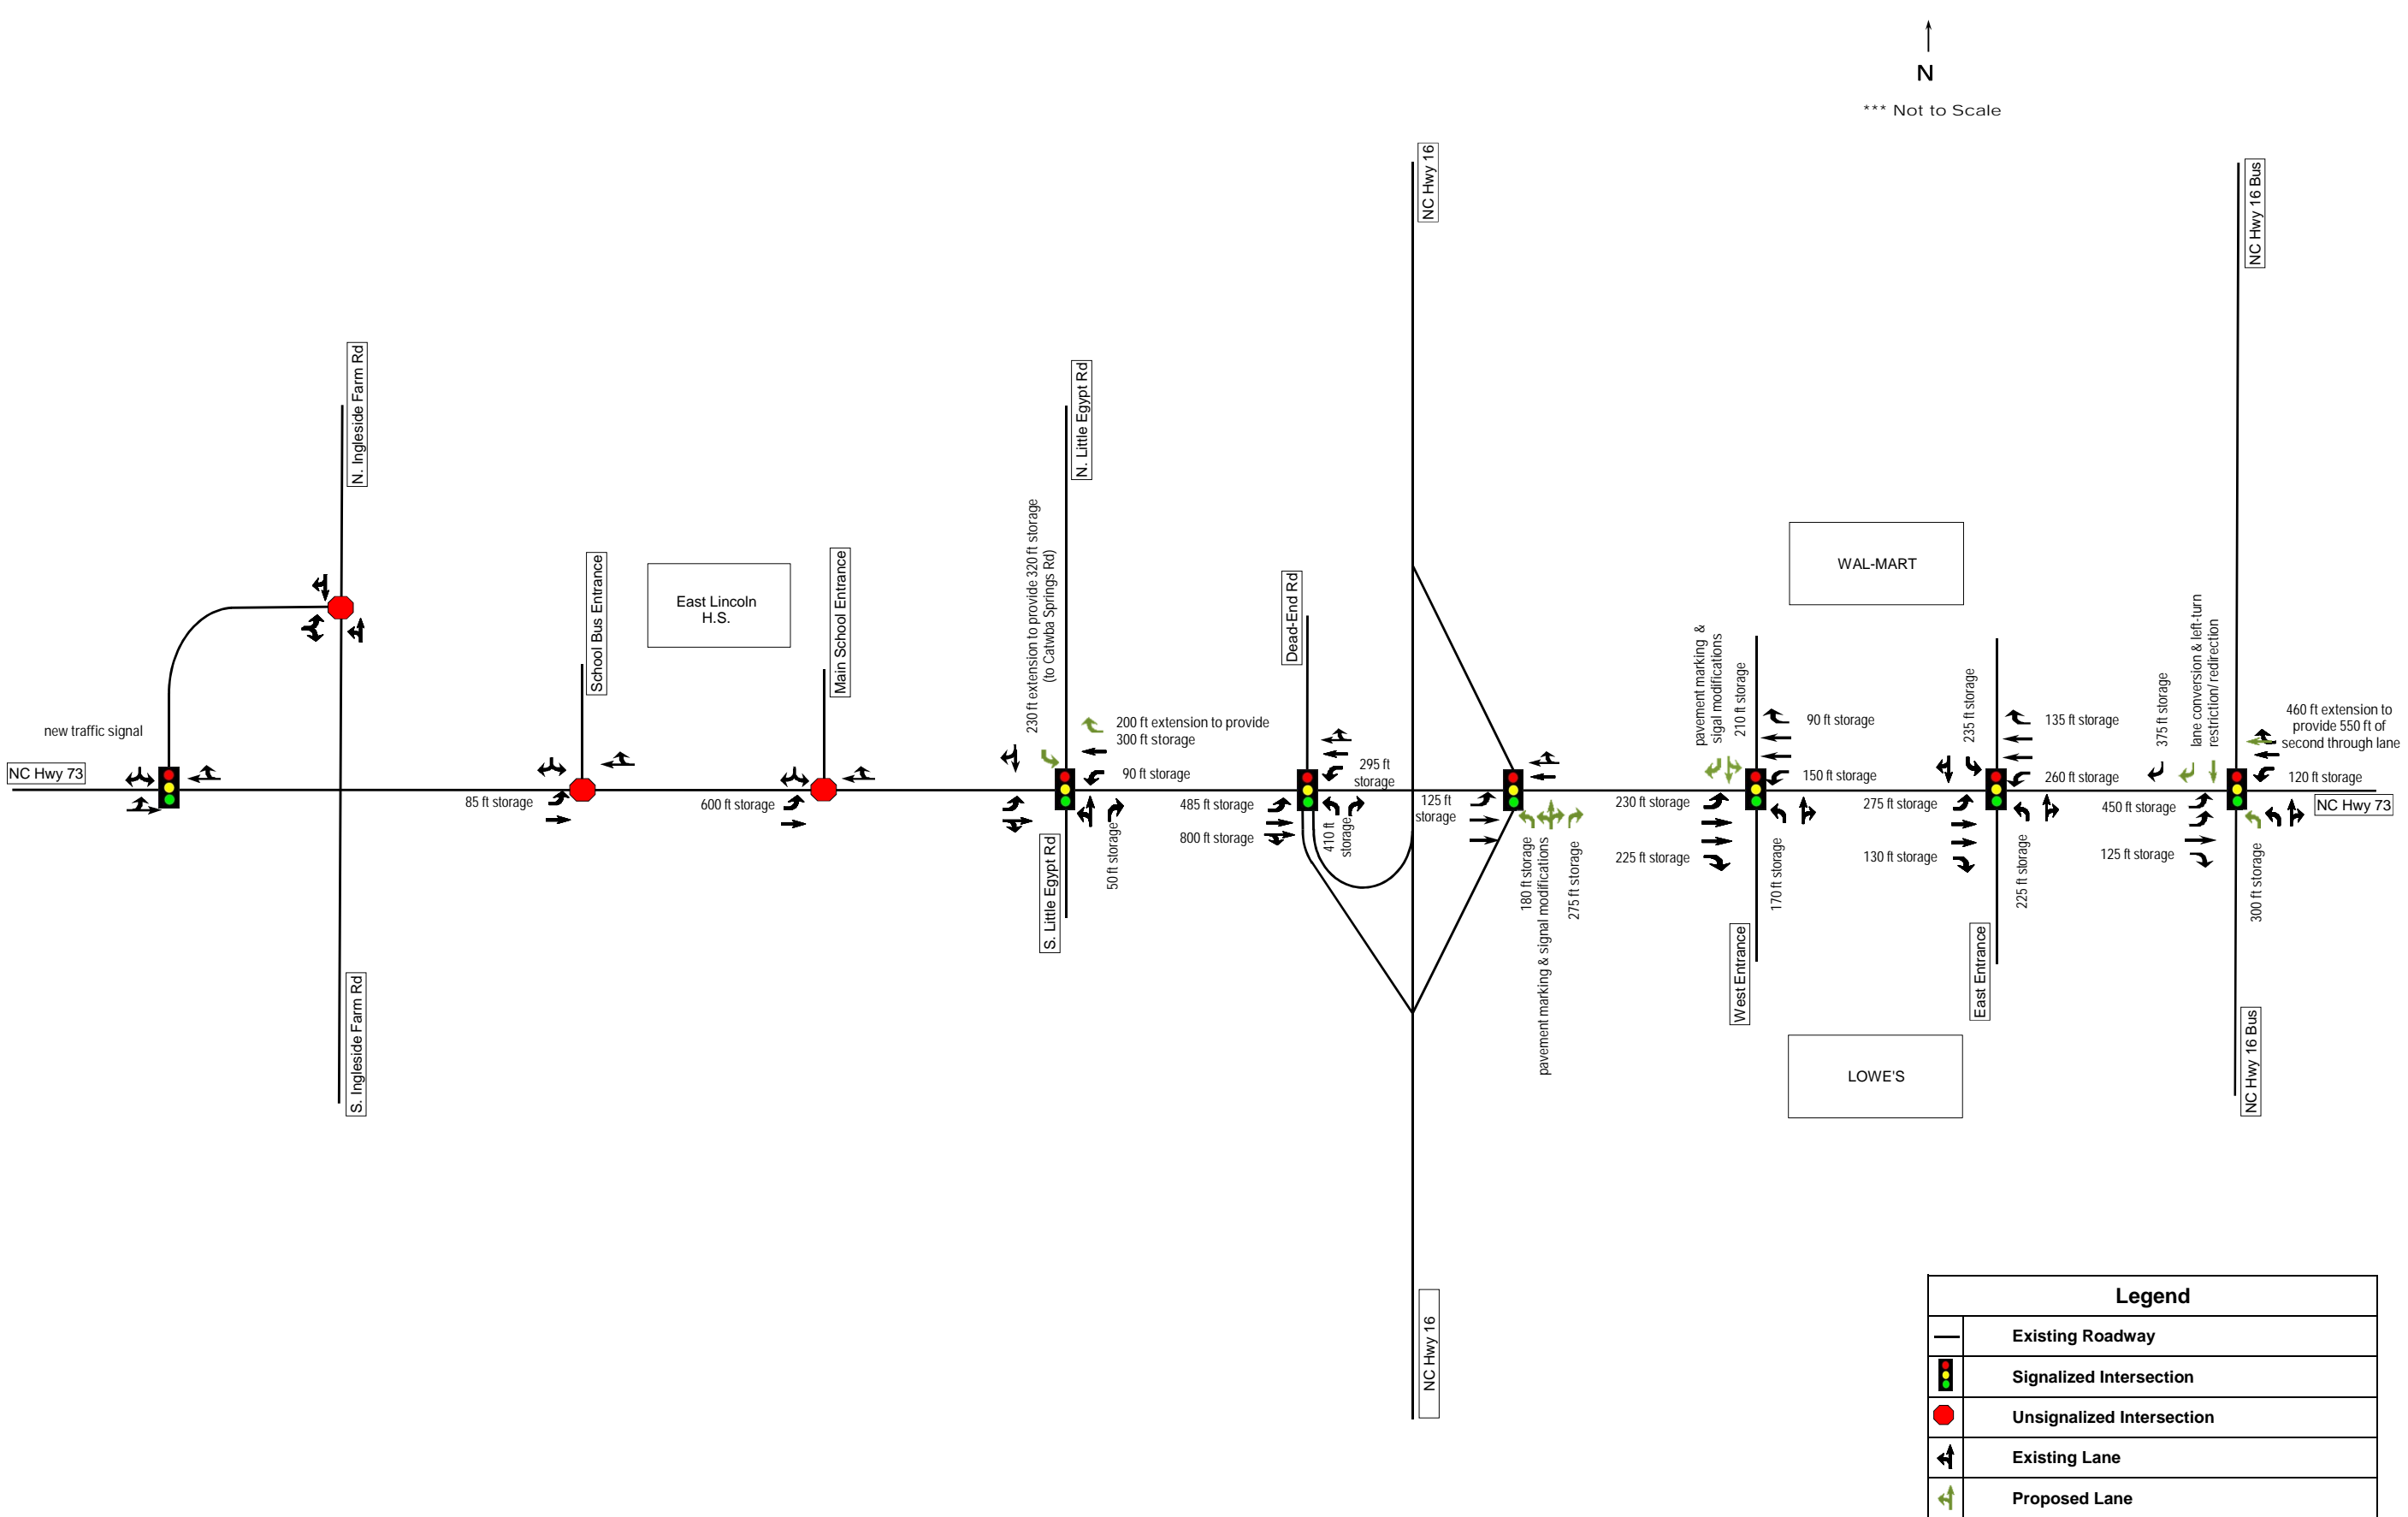 N
*** Not to Scale
NC Hwy 16
NC Hwy 16 Bus
N. Ingleside Farm Rd
N. Little Egypt Rd
230 ft extension to provide 320 ft storage
(to Catwba Springs Rd)
WAL-MART
School Bus Entrance
East Lincoln
H.S.
Main School Entrance
Dead-End Rd
pavement marking &
sigal modifications
210 ft storage
235 ft storage
375 ft storage
lane conversion & left-turn
restriction/redirection
new traffic signal
200 ft extension to provide
300 ft storage
90 ft storage
135 ft storage
460 ft extension to
provide 550 ft of
second through lane
NC Hwy 73
90 ft storage
295 ft
storage
150 ft storage
260 ft storage
120 ft storage
85 ft storage
600 ft storage
485 ft storage
125 ft
storage
230 ft storage
275 ft storage
450 ft storage
NC Hwy 73
800 ft storage
410 ft
storage
50 ft storage
225 ft storage
130 ft storage
125 ft storage
S. Little Egypt Rd
180 ft storage
pavement marking & signal modifications
275 ft storage
170 ft storage
225 ft storage
300 ft storage
West Entrance
East Entrance
S. Ingleside Farm Rd
NC Hwy 16 Bus
LOWE'S
NC Hwy 16
Legend
Existing Roadway
Signalized Intersection
Unsignalized Intersection
Existing Lane
Proposed Lane